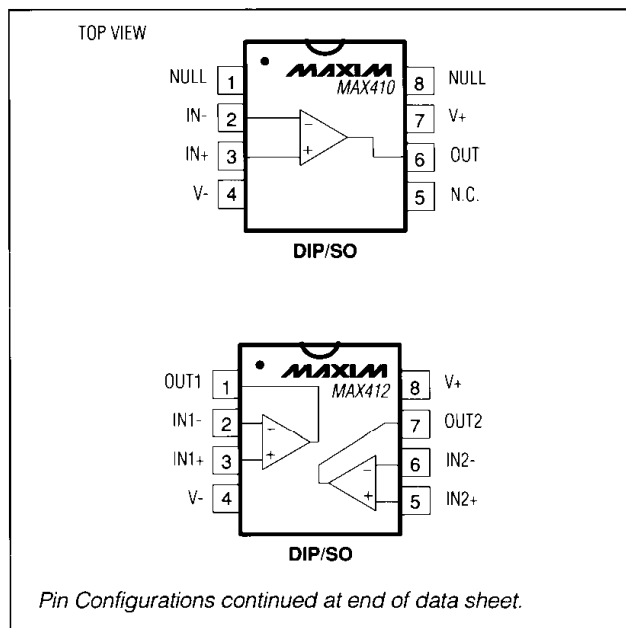 TOP VIEW
MAXIM
MAX410
NULL 1 8 NULL
IN- 2 7 V+
IN+ 3 6 OUT
V- 4 5 N.C.
- 
+
DIP/SO
MAXIM
MAX412
OUT1 1 8 V+
IN1- 2 7 OUT2
IN1+ 3 6 IN2-
V- 4 5 IN2+
- 
+
-
+
DIP/SO
Pin Configurations continued at end of data sheet.